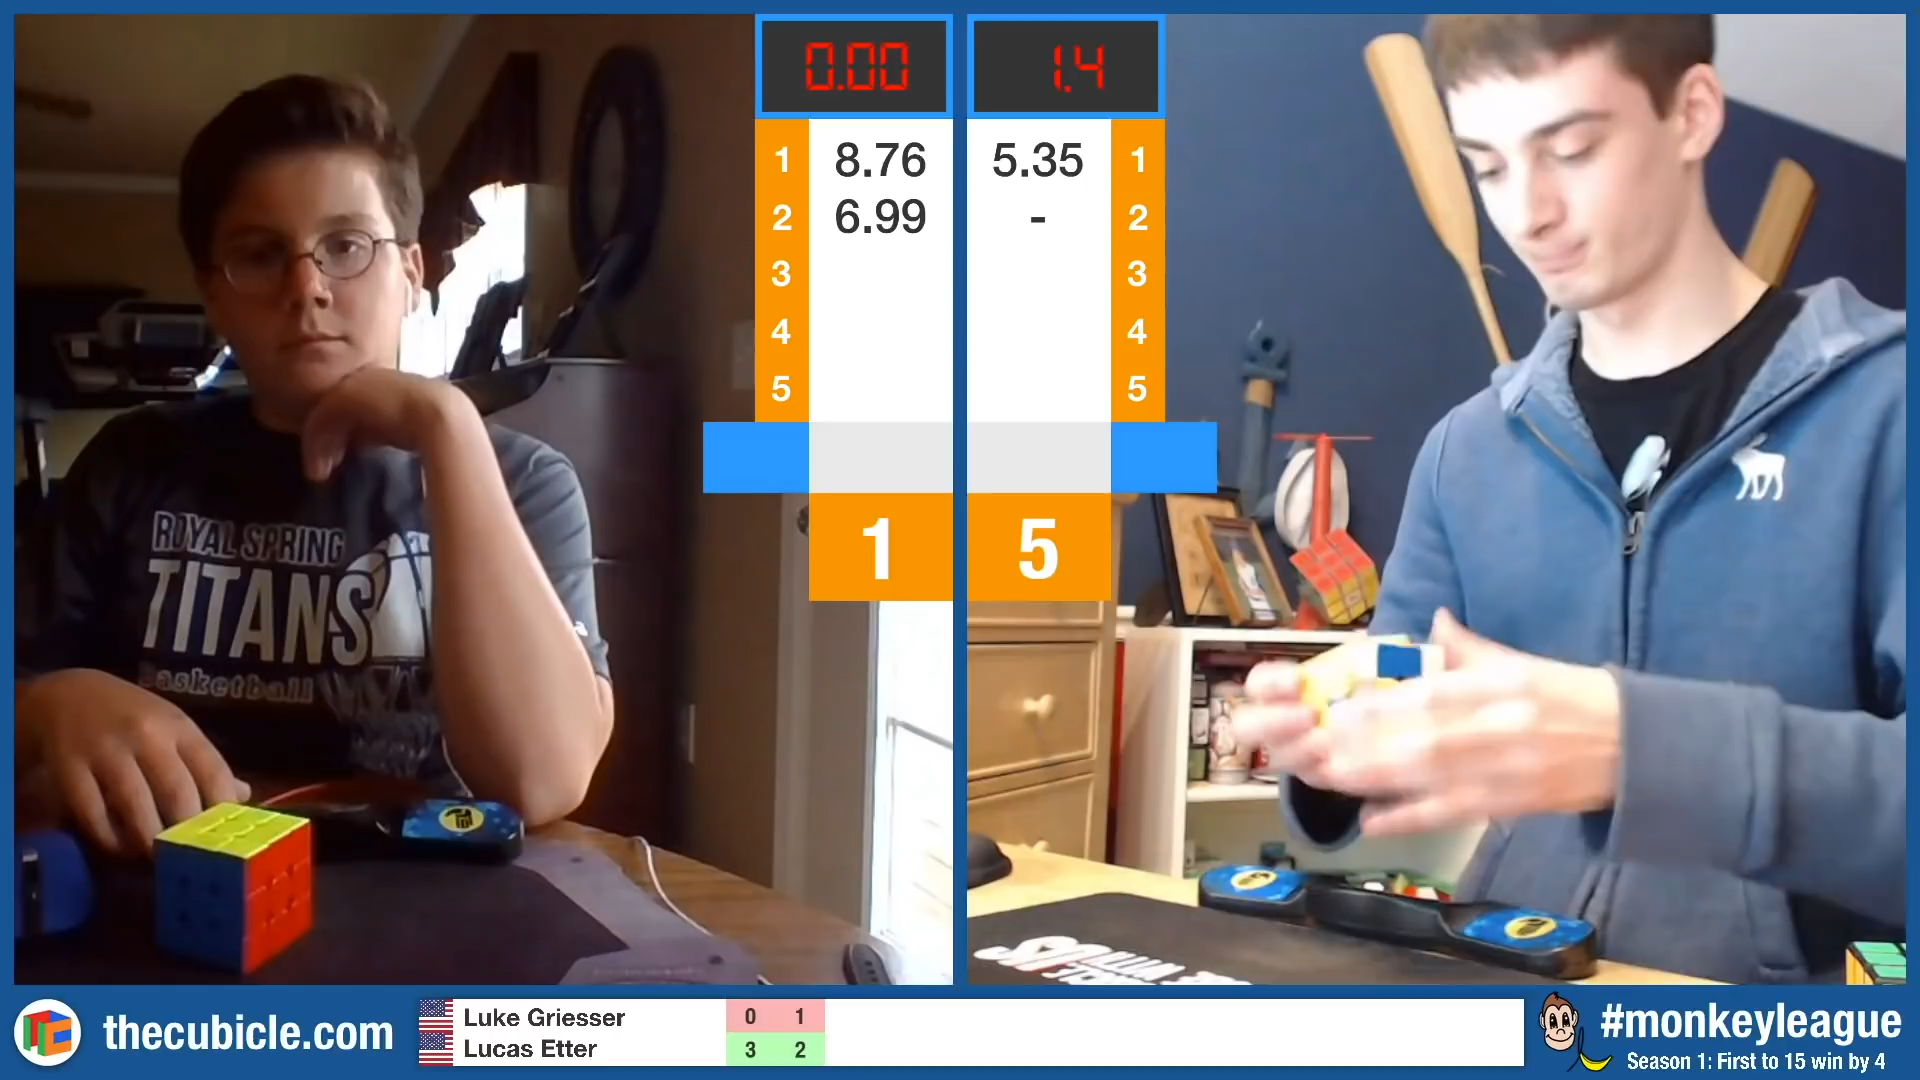 0.00
1.4
1 8.76 5.35 1
2 6.99 - 2
3 3
4 4
5 5
1 5
ROYAL SPRING
TITANS
Basketball
thecubicle.com
Luke Griesser 0 1
Lucas Etter 3 2
#monkeyleague
Season 1: First to 15 win by 4